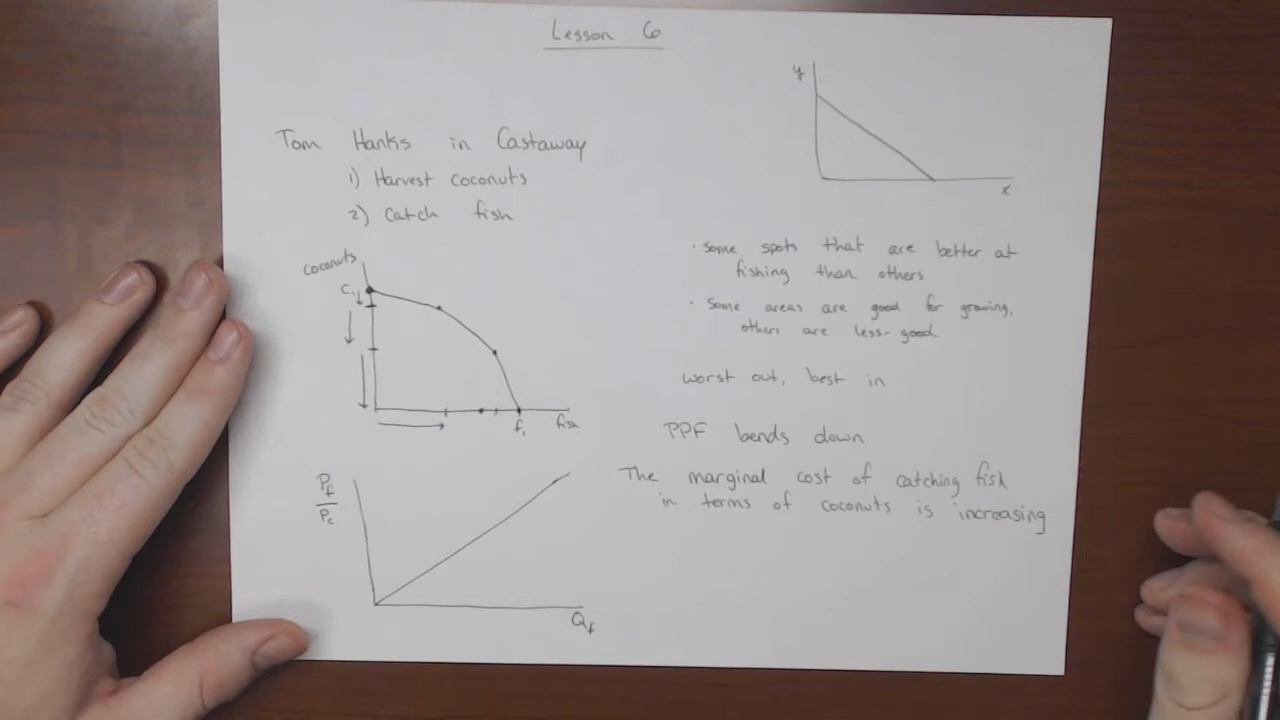 Lesson 6
y
x
Tom Hanks in Castaway
1) Harvest coconuts
2) Catch fish
coconuts
C₁
f₁
fish
· Some spots that are better at
fishing than others
· Some areas are good for growing,
others are less-good
worst out, best in
PPF bends down
The marginal cost of catching fish
in terms of coconuts is increasing
Pf
Pc
Qf